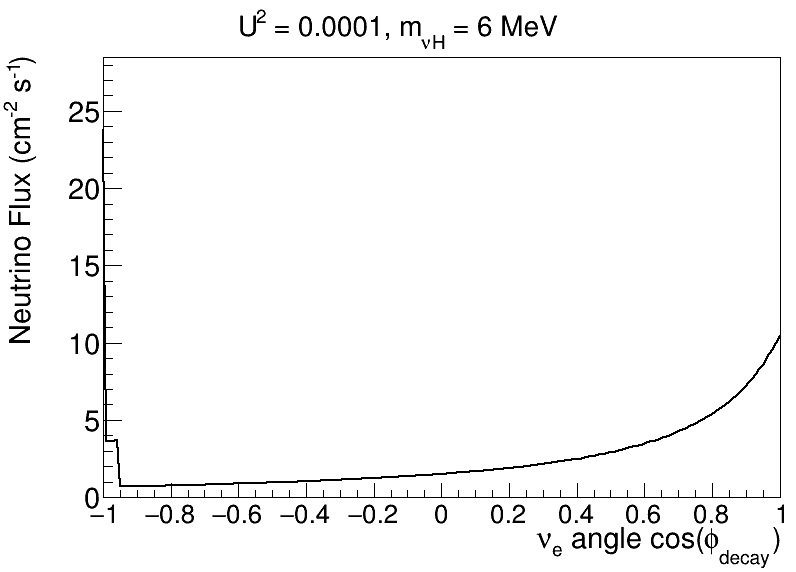 U² = 0.0001, m_νH = 6 MeV
Neutrino Flux (cm⁻² s⁻¹)
25
20
15
10
5
0
−1 −0.8 −0.6 −0.4 −0.2 0 0.2 0.4 0.6 0.8 1
ν_e angle cos(ϕ_decay)